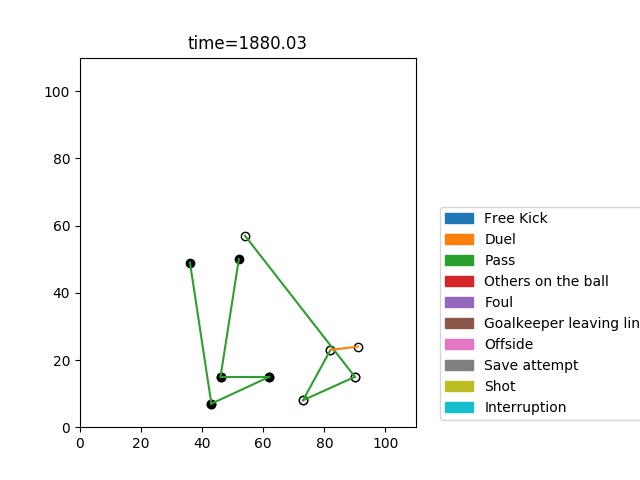 time=1880.03
100
80
60
40
20
0
0 20 40 60 80 100
Free Kick
Duel
Pass
Others on the ball
Foul
Goalkeeper leaving lin
Offside
Save attempt
Shot
Interruption